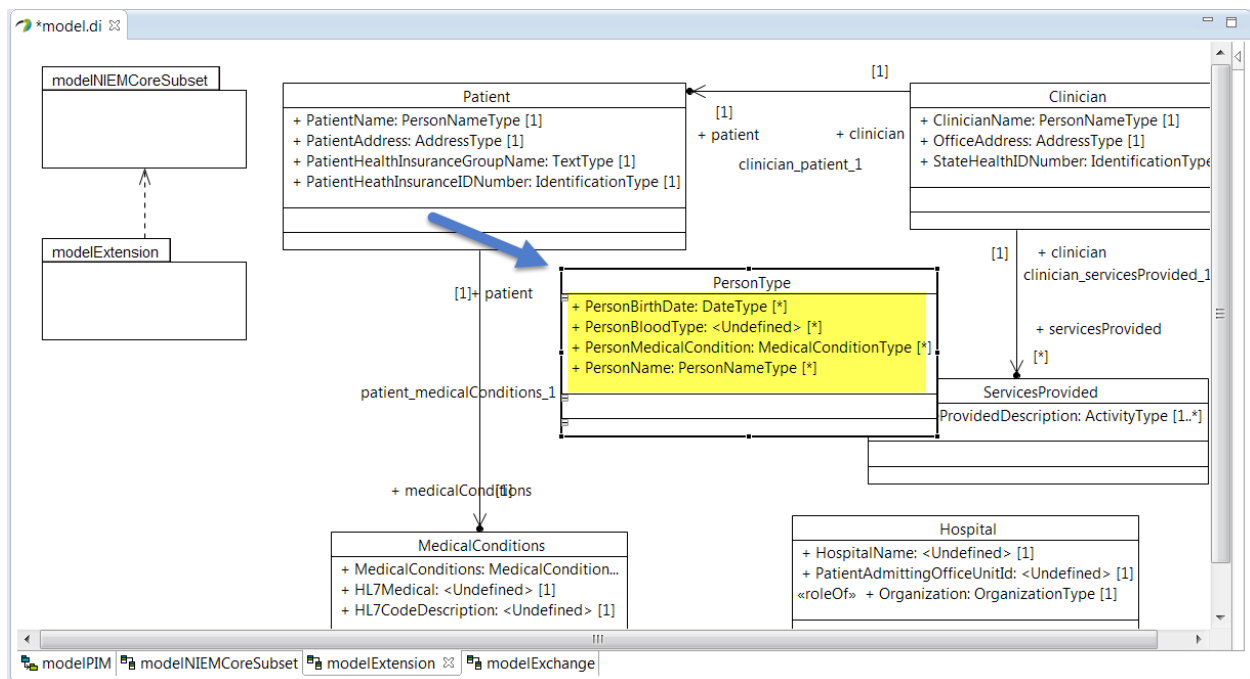 *model.di
modelNIEMCoreSubset
modelExtension
Patient
+ PatientName: PersonNameType [1]
+ PatientAddress: AddressType [1]
+ PatientHealthInsuranceGroupName: TextType [1]
+ PatientHeathInsuranceIDNumber: IdentificationType [1]
[1]
[1]
+ patient
+ clinician
clinician_patient_1
Clinician
+ ClinicianName: PersonNameType [1]
+ OfficeAddress: AddressType [1]
+ StateHealthIDNumber: IdentificationType
[1]
+ clinician
clinician_servicesProvided_1
+ servicesProvided
[*]
[1]+ patient
patient_medicalConditions_1
+ medicalConditions
[1]
PersonType
+ PersonBirthDate: DateType [*]
+ PersonBloodType: <Undefined> [*]
+ PersonMedicalCondition: MedicalConditionType [*]
+ PersonName: PersonNameType [*]
ServicesProvided
ProvidedDescription: ActivityType [1..*]
MedicalConditions
+ MedicalConditions: MedicalCondition...
+ HL7Medical: <Undefined> [1]
+ HL7CodeDescription: <Undefined> [1]
Hospital
+ HospitalName: <Undefined> [1]
+ PatientAdmittingOfficeUnitId: <Undefined> [1]
«roleOf» + Organization: OrganizationType [1]
modelPIM
modelNIEMCoreSubset
modelExtension
modelExchange